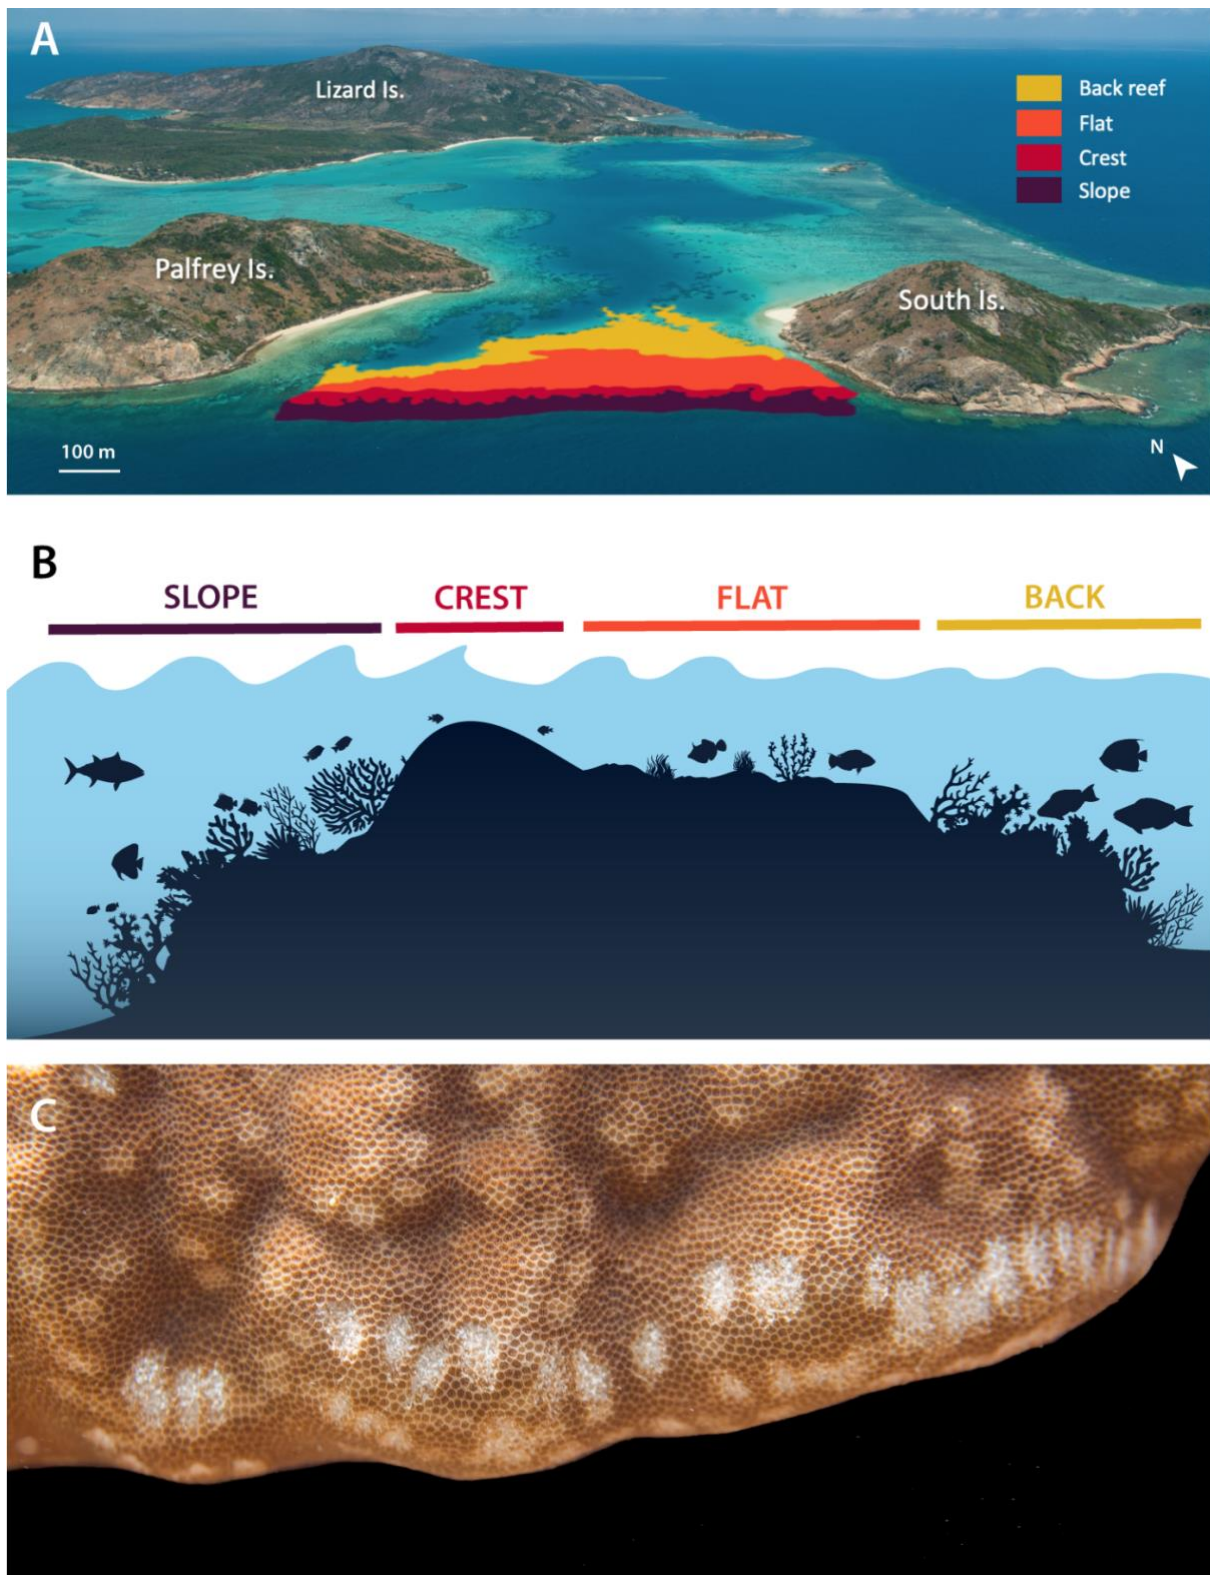 A
Lizard Is.
Palfrey Is.
South Is.
Back reef
Flat
Crest
Slope
100 m
N
B
SLOPE CREST FLAT BACK
C